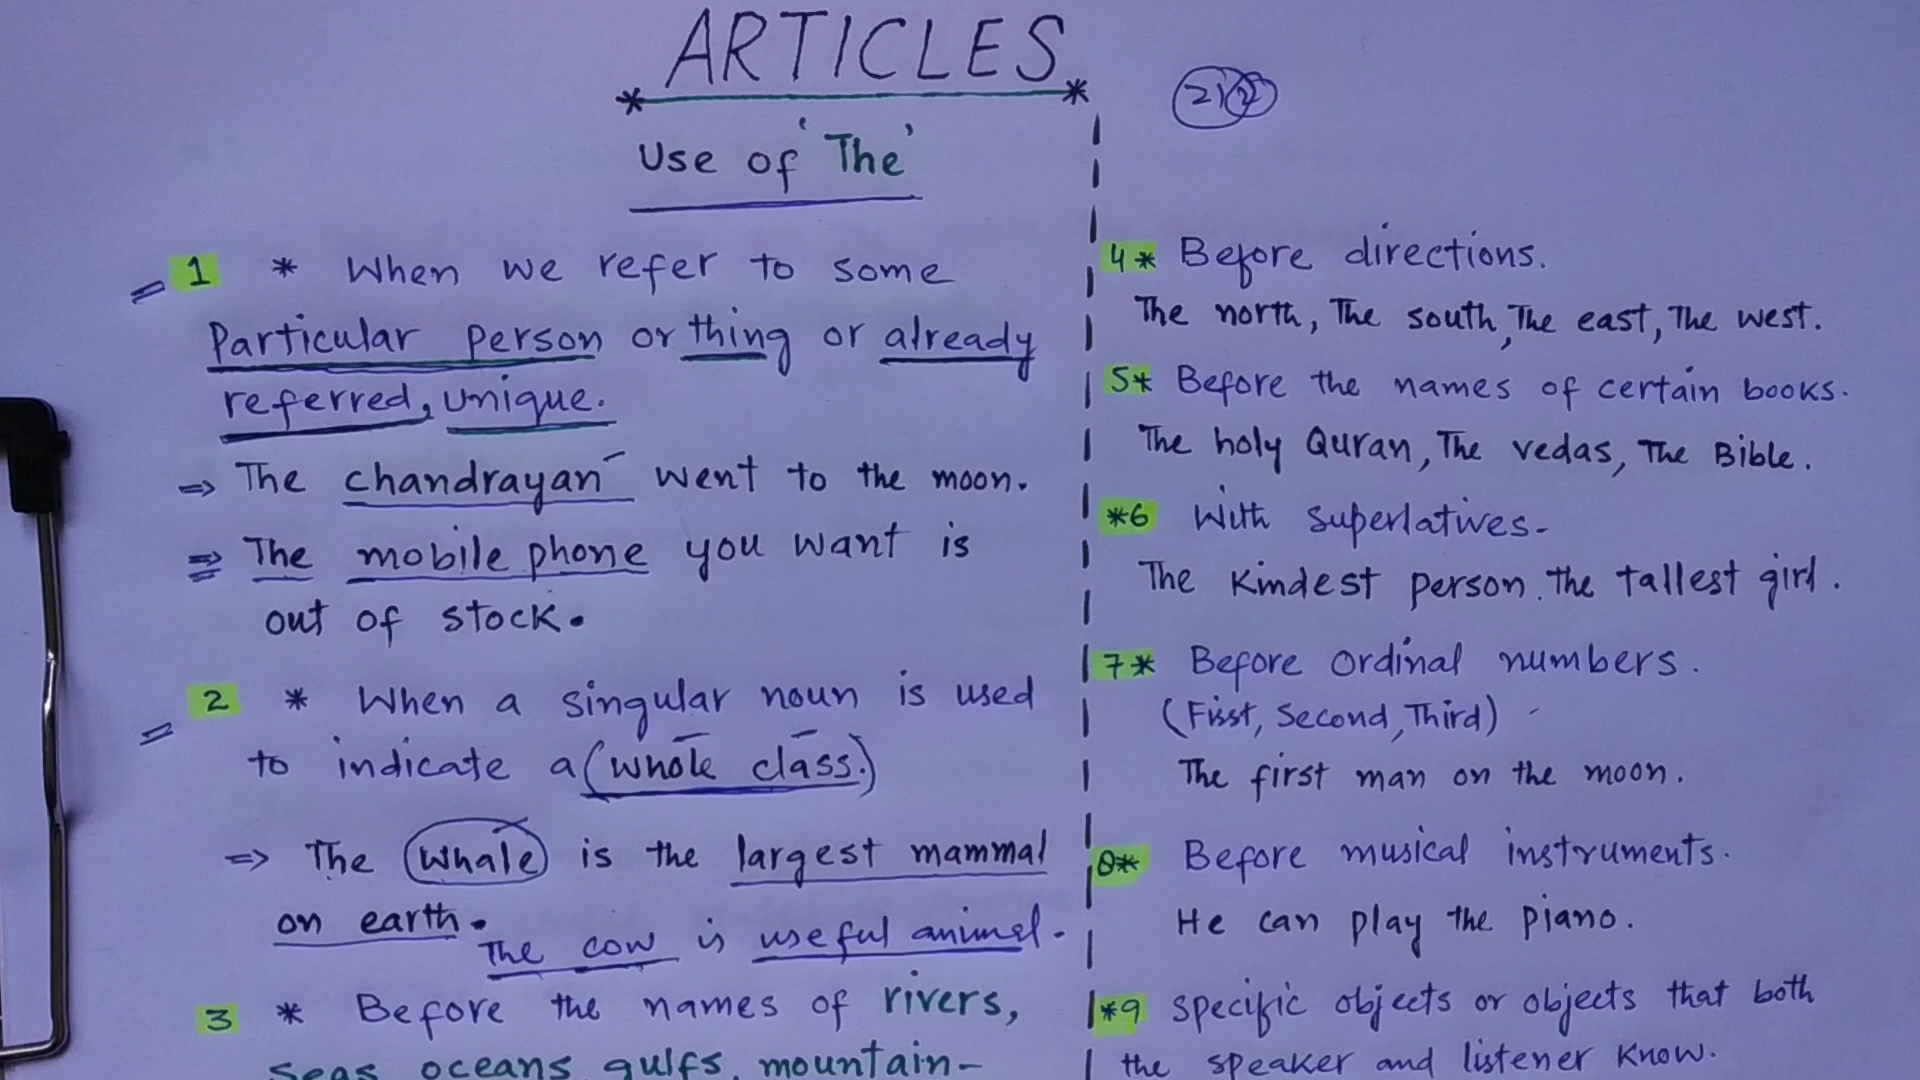 ARTICLES
Use of 'The'
1 * When we refer to some
Particular person or thing or already
referred, unique.
⇒ The chandrayan went to the moon.
⇒ The mobile phone you want is
out of stock.
2 * When a singular noun is used
to indicate a (whole class.)
⇒ The whale is the largest mammal
on earth.
The cow is useful animal.
3 * Before the names of rivers,
seas oceans gulfs, mountain-
4* Before directions.
The north, The south, The east, The west.
5* Before the names of certain books.
The holy Quran, The vedas, The Bible.
*6 With superlatives-
The kindest person. the tallest girl.
7* Before ordinal numbers.
(First, Second, Third)
The first man on the moon.
8* Before musical instruments.
He can play the piano.
*9 specific objects or objects that both
the speaker and listener know.